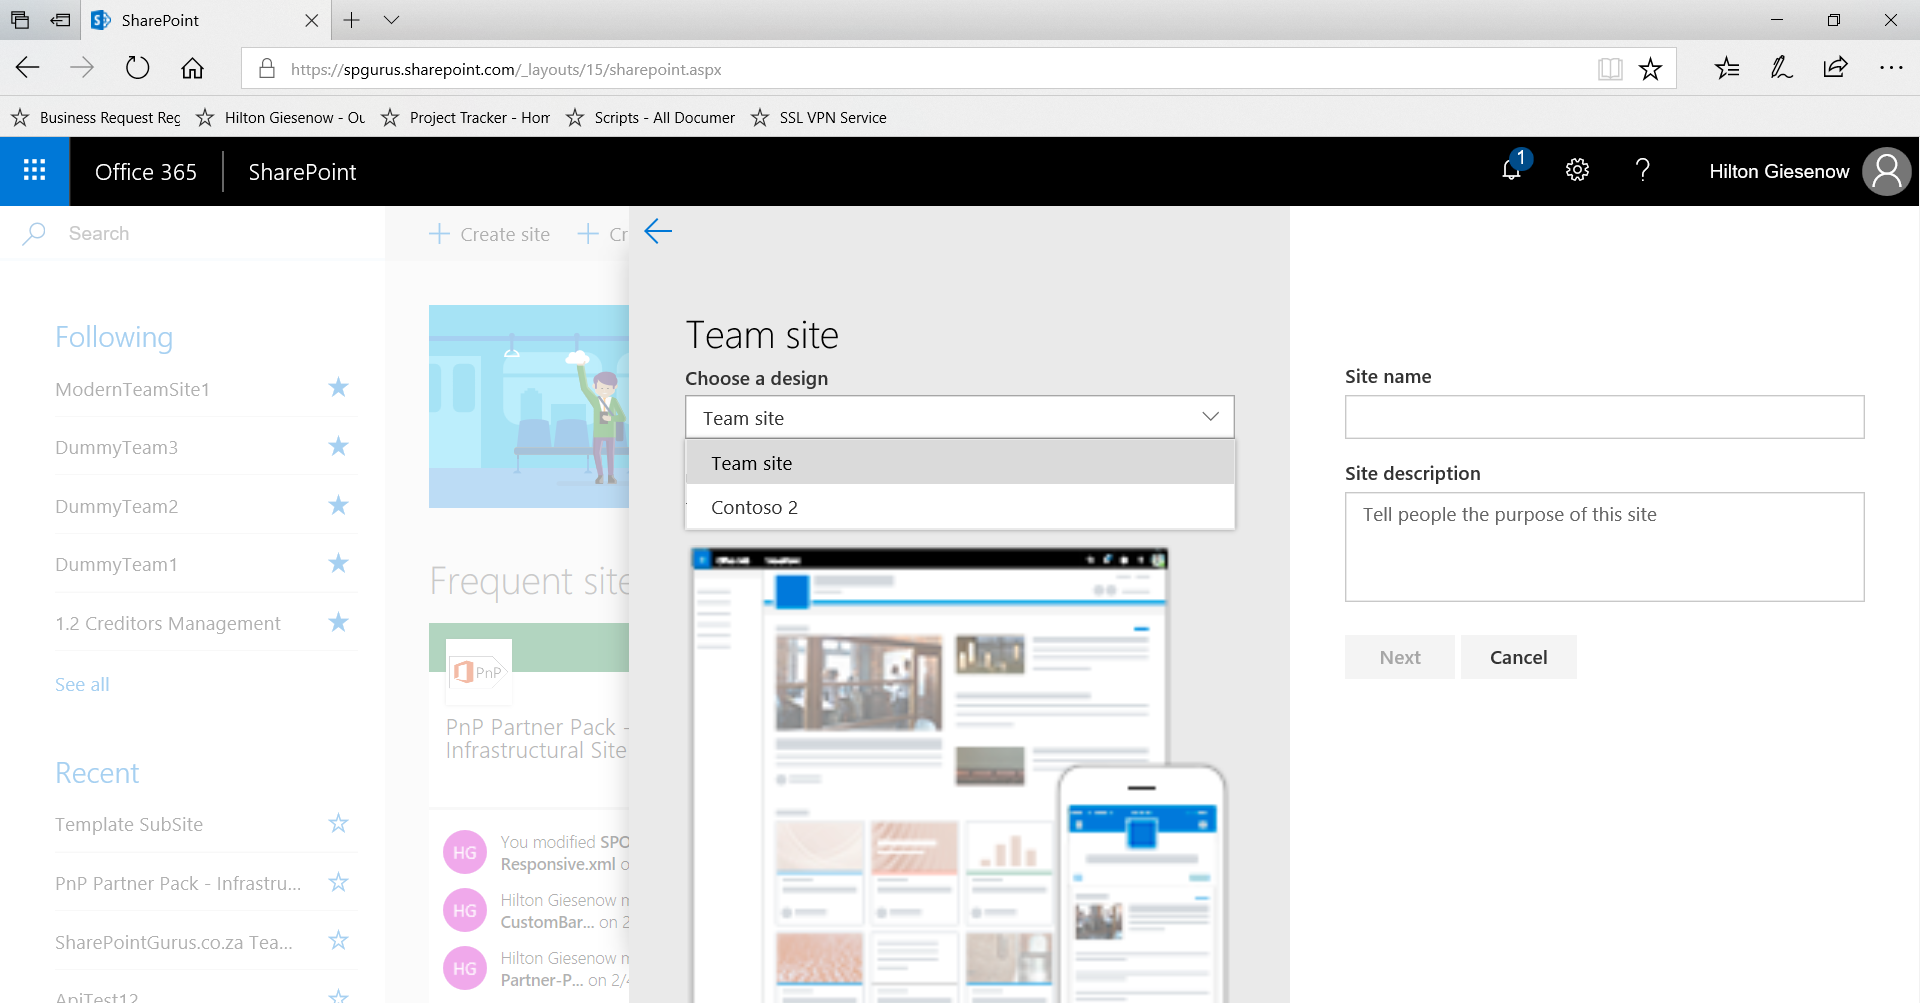 SharePoint
https://spgurus.sharepoint.com/_layouts/15/sharepoint.aspx
Business Request Rec
Hilton Giesenow - Ou
Project Tracker - Hom
Scripts - All Documer
SSL VPN Service
Office 365
SharePoint
1
Hilton Giesenow
Search
Create site
Cr
Following
ModernTeamSite1
DummyTeam3
DummyTeam2
DummyTeam1
1.2 Creditors Management
See all
Recent
Template SubSite
PnP Partner Pack - Infrastru...
SharePointGurus.co.za Tea...
ApiTest12
Frequent site
PnP
PnP Partner Pack -
Infrastructural Site
HG
You modified SPO
Responsive.xml o
HG
Hilton Giesenow m
CustomBar... on 2
HG
Hilton Giesenow m
Partner-P... on 2/
Team site
Choose a design
Team site
Team site
Contoso 2
Site name
Site description
Tell people the purpose of this site
Next
Cancel